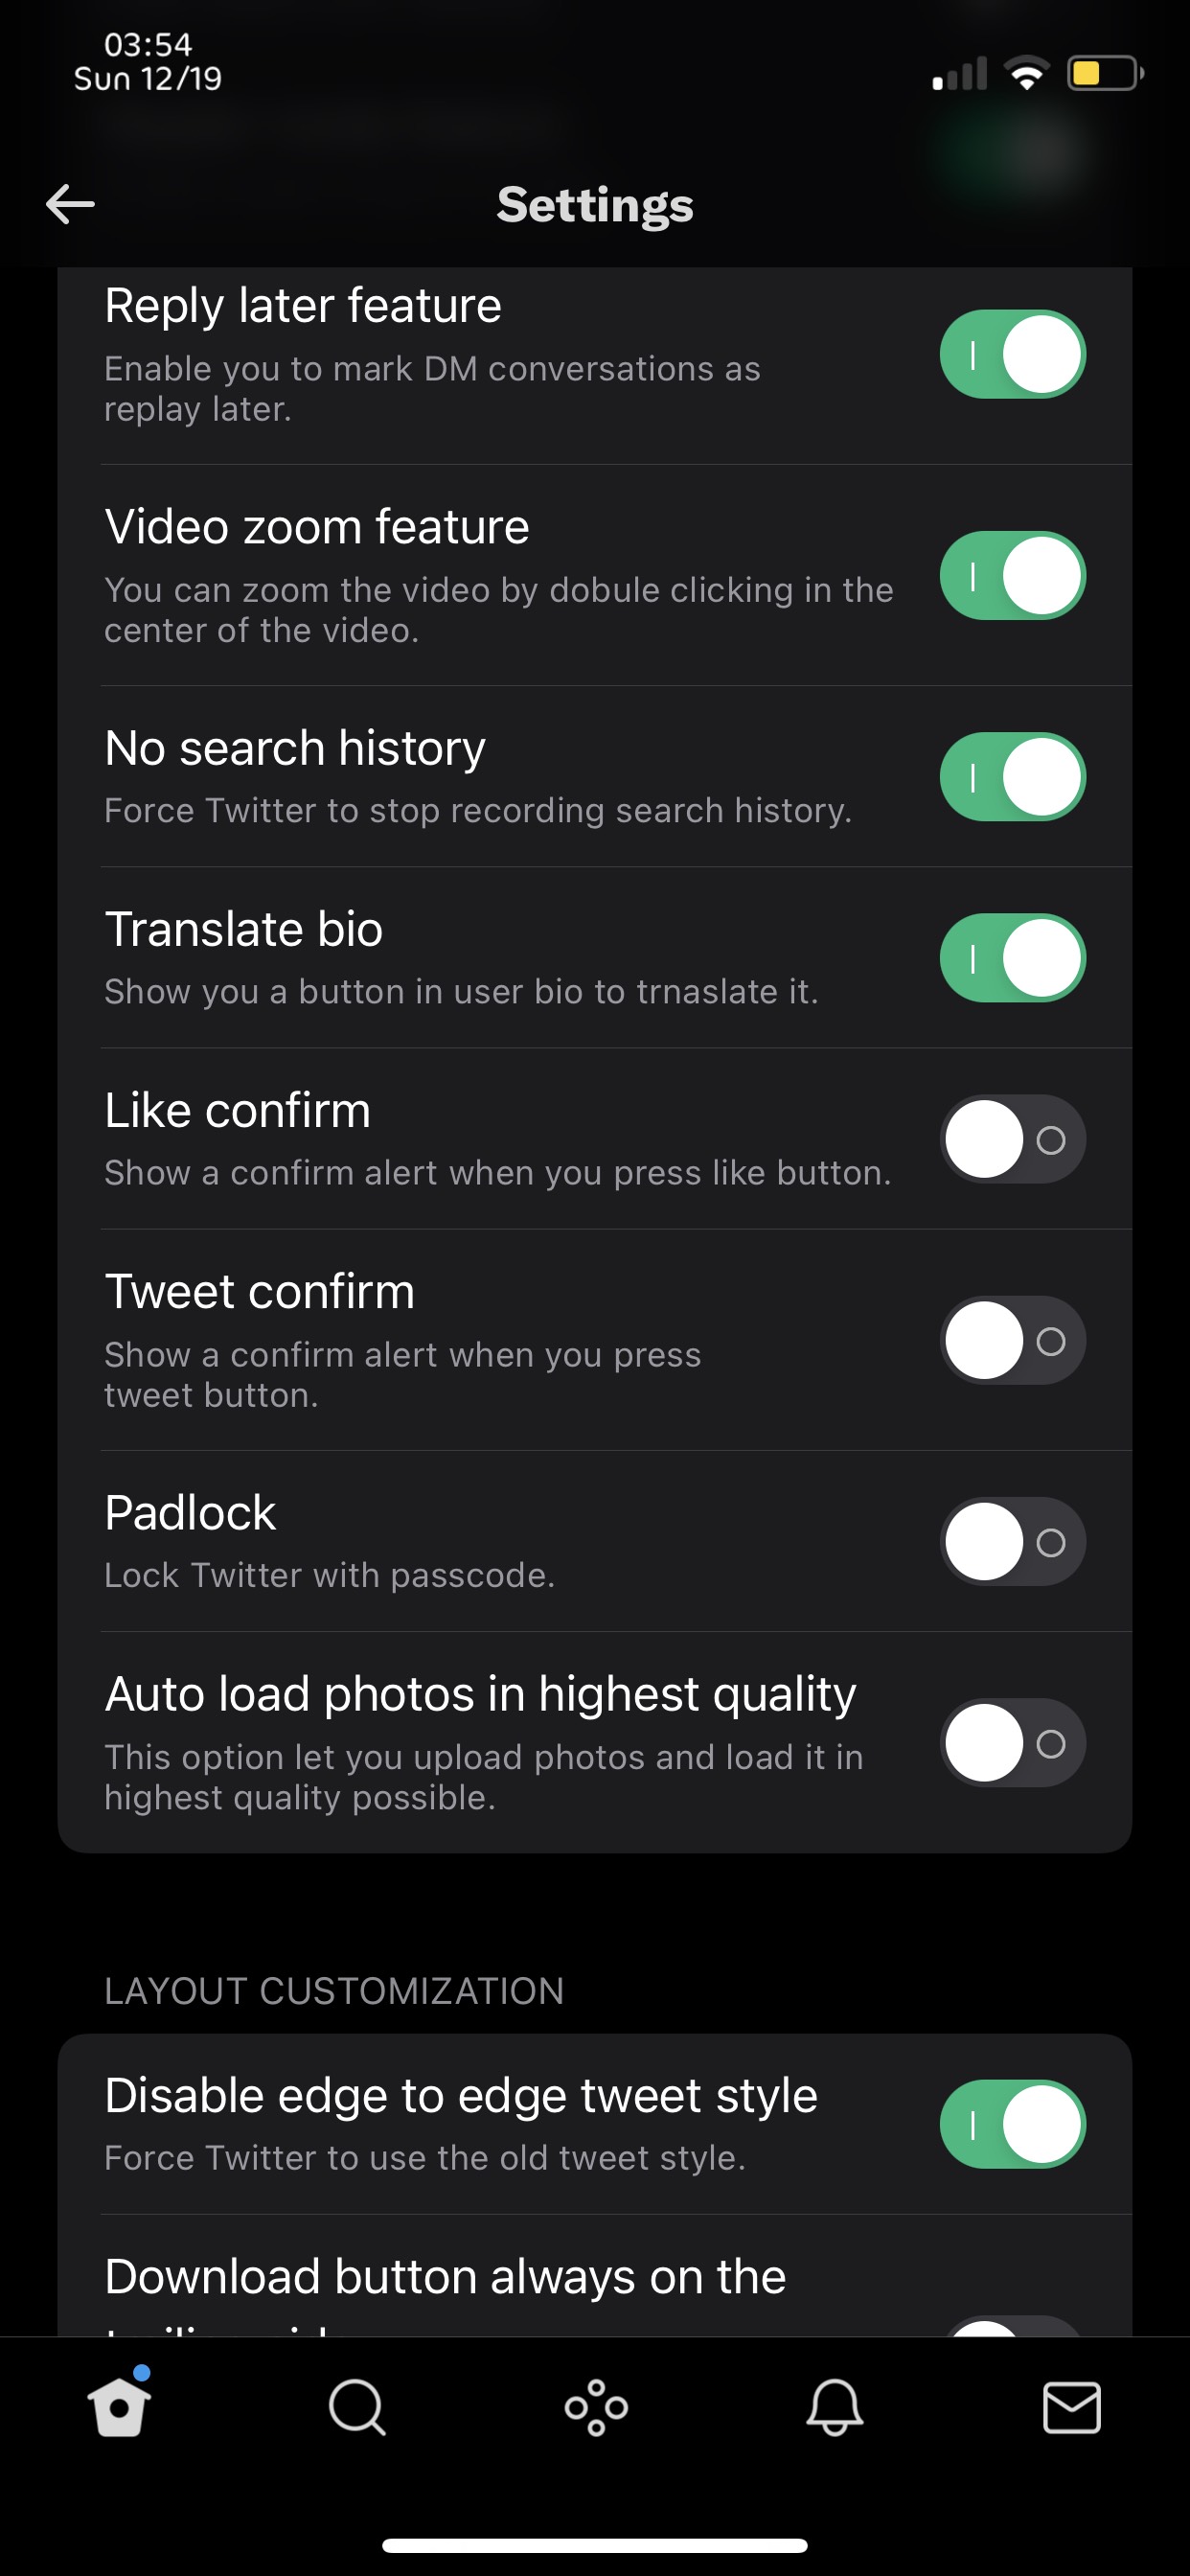 03:54
Sun 12/19
Settings
Reply later feature
Enable you to mark DM conversations as
replay later.
Video zoom feature
You can zoom the video by dobule clicking in the
center of the video.
No search history
Force Twitter to stop recording search history.
Translate bio
Show you a button in user bio to trnaslate it.
Like confirm
Show a confirm alert when you press like button.
Tweet confirm
Show a confirm alert when you press
tweet button.
Padlock
Lock Twitter with passcode.
Auto load photos in highest quality
This option let you upload photos and load it in
highest quality possible.
LAYOUT CUSTOMIZATION
Disable edge to edge tweet style
Force Twitter to use the old tweet style.
Download button always on the